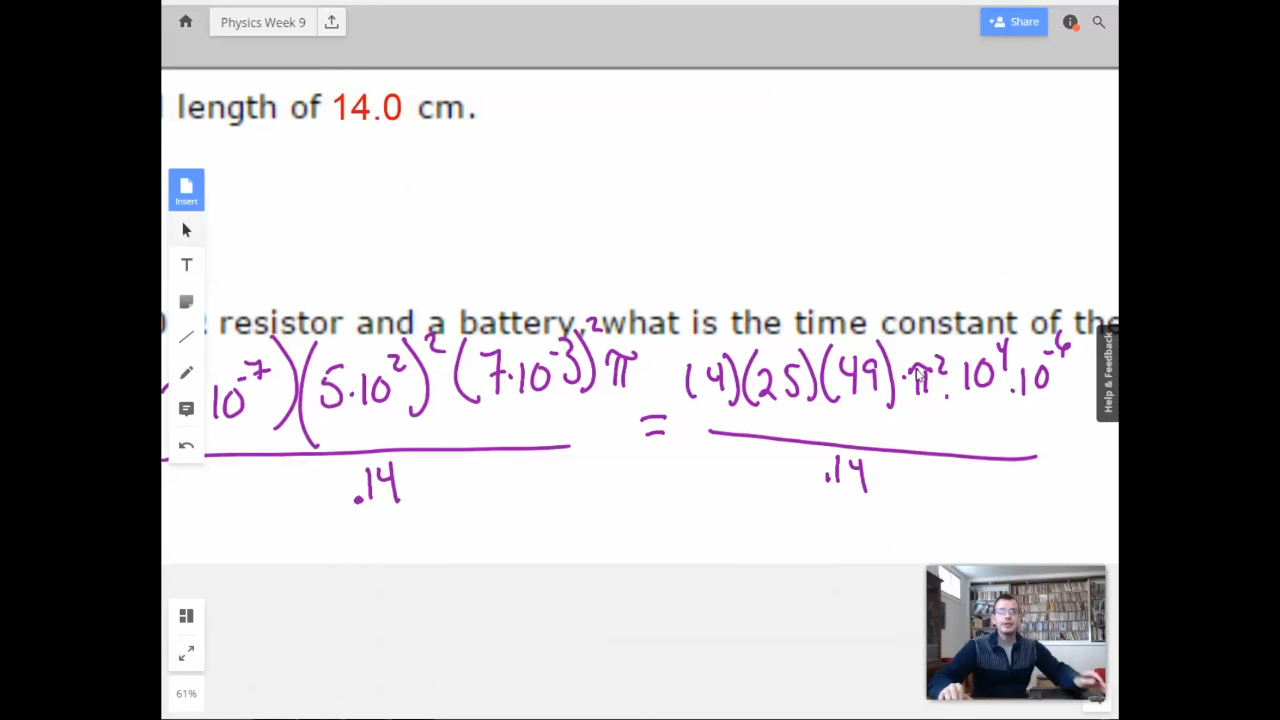 Physics Week 9
Share
length of 14.0 cm.
Insert
T
resistor and a battery, what is the time constant of the
10⁻⁷)(5·10²)²(7·10⁻³)²π = (4)(25)(49)·π²·10⁴·10⁻⁶
.14 .14
Help & Feedback
61%